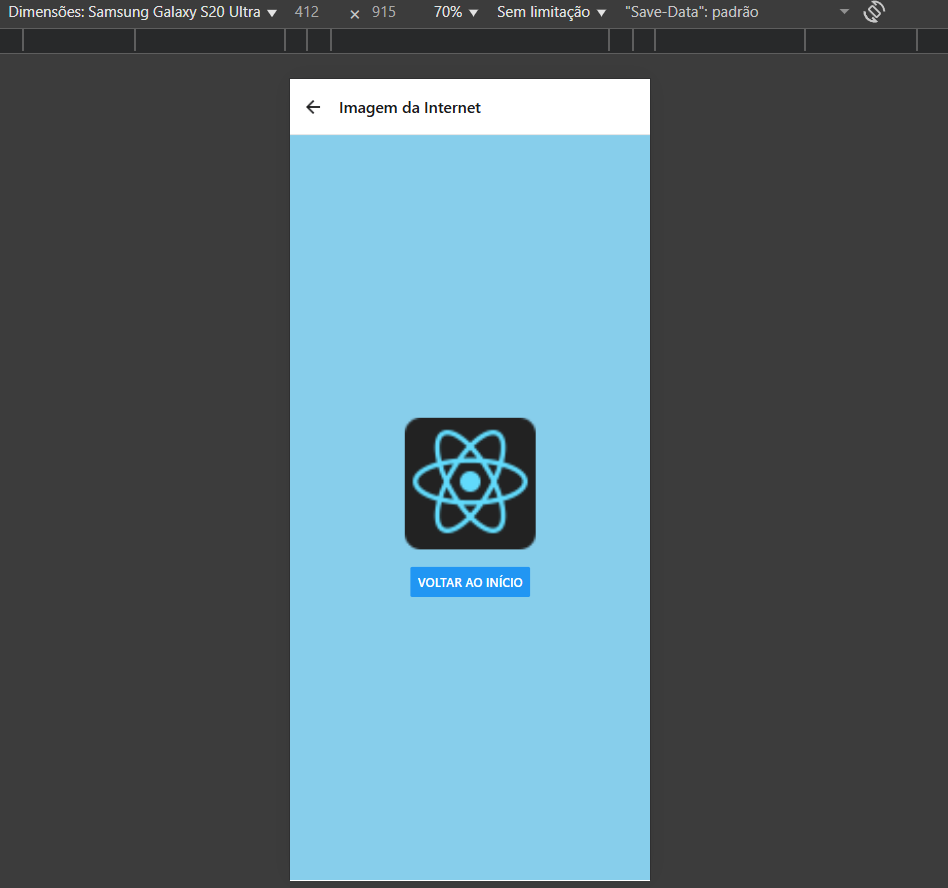 Dimensões: Samsung Galaxy S20 Ultra 412 × 915 70% Sem limitação "Save-Data": padrão
Imagem da Internet
VOLTAR AO INÍCIO